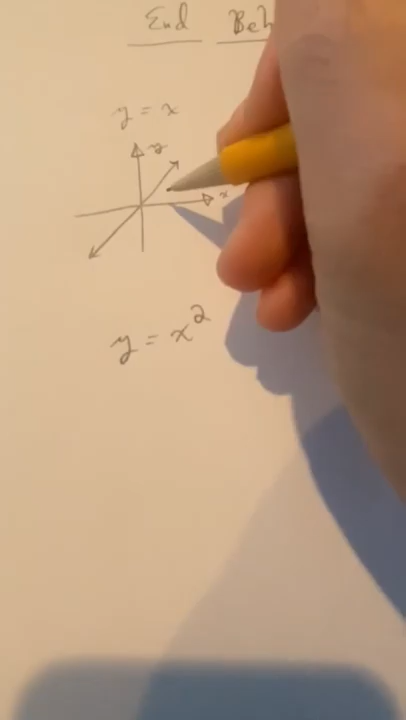 End Beh
y = x
y
x
y = x²